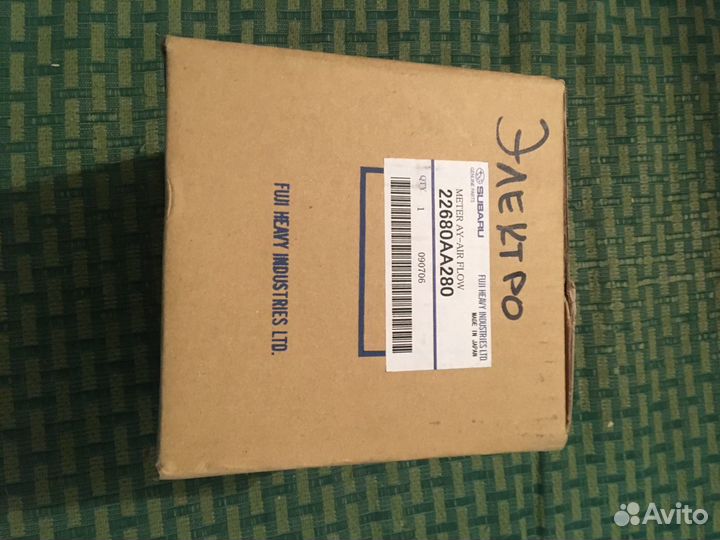 ЭЛЕКТРО
SUBARU
GENUINE PARTS
FUJI HEAVY INDUSTRIES LTD.
MADE IN JAPAN
METER AY-AIR FLOW
22680AA280
QTY 1 090706
FUJI HEAVY INDUSTRIES LTD.
Avito